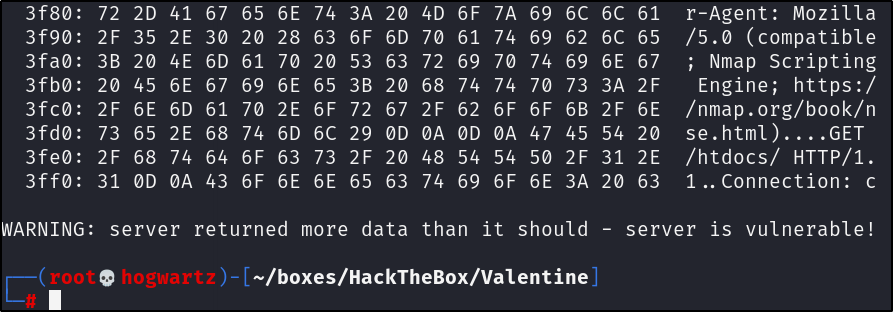 3f80: 72 2D 41 67 65 6E 74 3A 20 4D 6F 7A 69 6C 6C 61 r-Agent: Mozilla
3f90: 2F 35 2E 30 20 28 63 6F 6D 70 61 74 69 62 6C 65 /5.0 (compatible
3fa0: 3B 20 4E 6D 61 70 20 53 63 72 69 70 74 69 6E 67 ; Nmap Scripting
3fb0: 20 45 6E 67 69 6E 65 3B 20 68 74 74 70 73 3A 2F  Engine; https:/
3fc0: 2F 6E 6D 61 70 2E 6F 72 67 2F 62 6F 6F 6B 2F 6E /nmap.org/book/n
3fd0: 73 65 2E 68 74 6D 6C 29 0D 0A 0D 0A 47 45 54 20 se.html)....GET
3fe0: 2F 68 74 64 6F 63 73 2F 20 48 54 54 50 2F 31 2E /htdocs/ HTTP/1.
3ff0: 31 0D 0A 43 6F 6E 6E 65 63 74 69 6F 6E 3A 20 63 1..Connection: c
WARNING: server returned more data than it should - server is vulnerable!
┌──(root💀hogwartz)-[~/boxes/HackTheBox/Valentine]
└─#